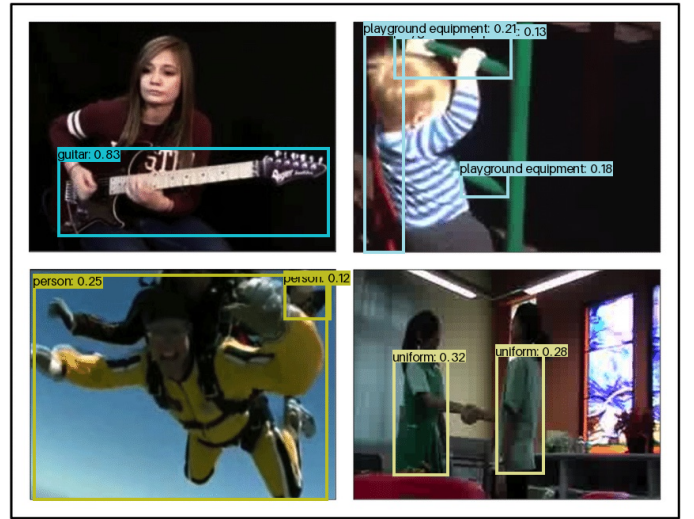 playground equipment: 0.21
: 0.13
guitar: 0.83
playground equipment: 0.18
person: 0.25
person: 0.12
uniform: 0.32
uniform: 0.28